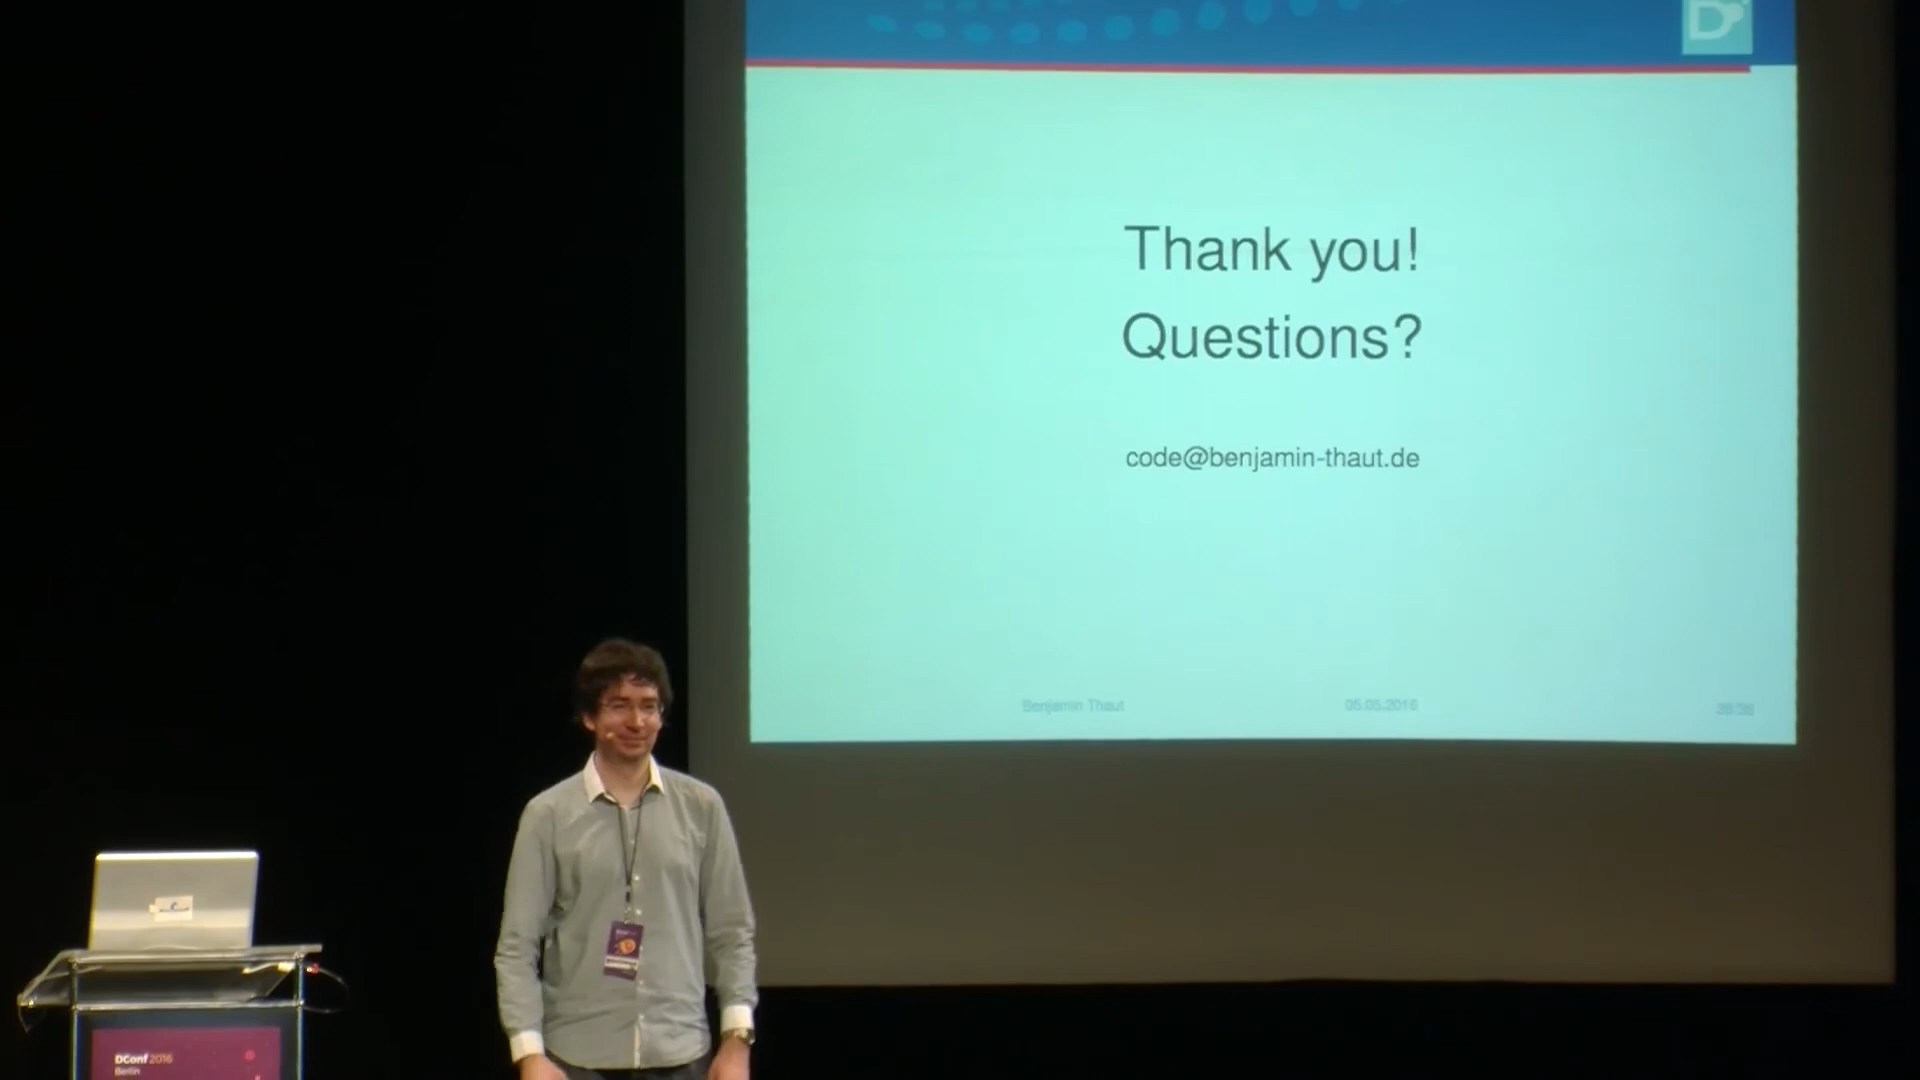 D
Thank you!
Questions?
code@benjamin-thaut.de
Benjamin Thaut
05.05.2016
DConf 2016
Berlin